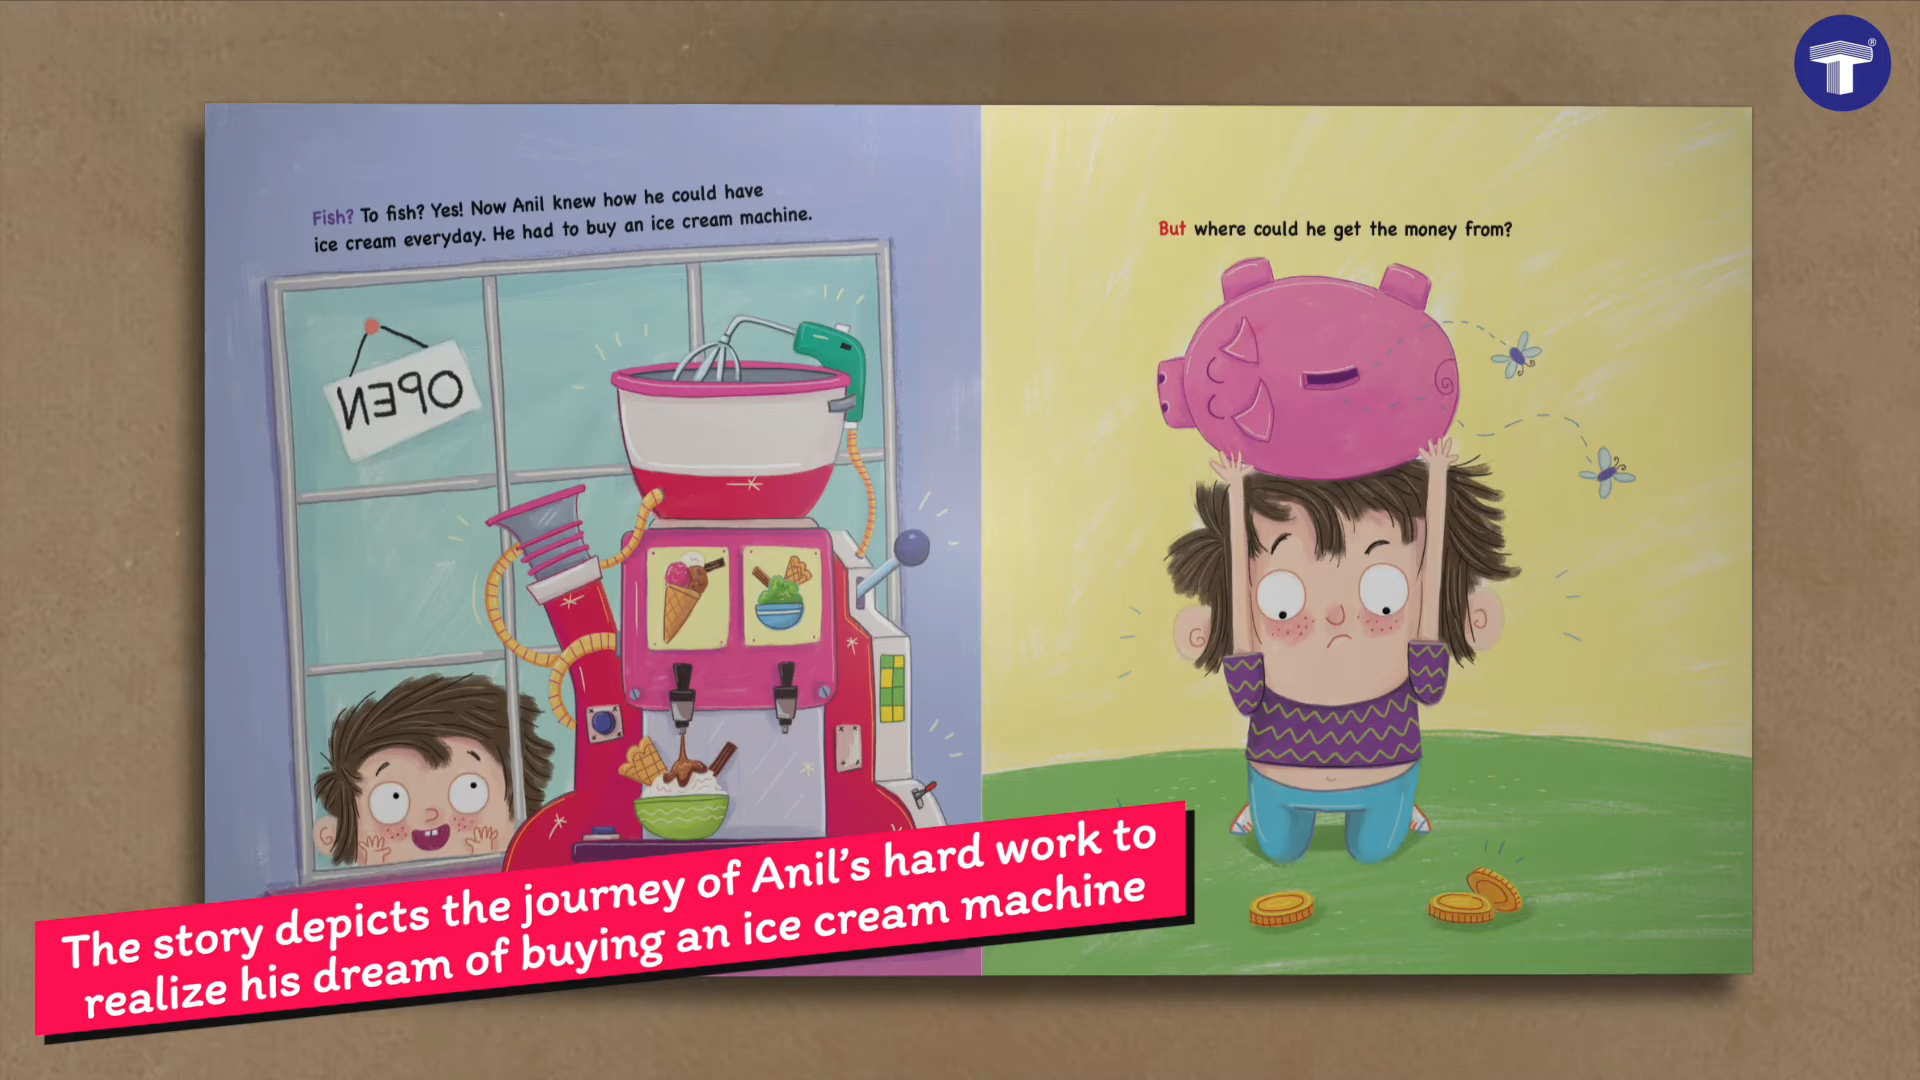 Fish? To fish? Yes! Now Anil knew how he could have
ice cream everyday. He had to buy an ice cream machine.
OPEN
But where could he get the money from?
The story depicts the journey of Anil's hard work to
realize his dream of buying an ice cream machine
T®